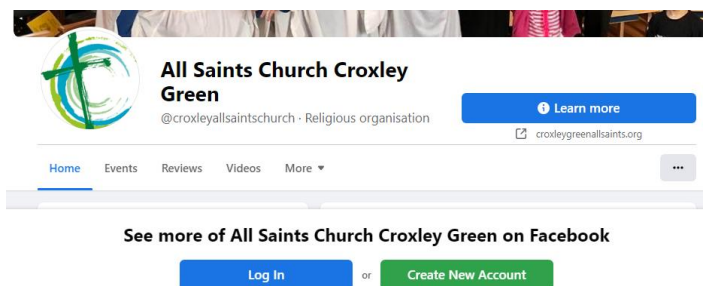 All Saints Church Croxley
Green
@croxleyallsaintschurch · Religious organisation
Learn more
croxleygreenallsaints.org
Home Events Reviews Videos More
See more of All Saints Church Croxley Green on Facebook
Log In or Create New Account